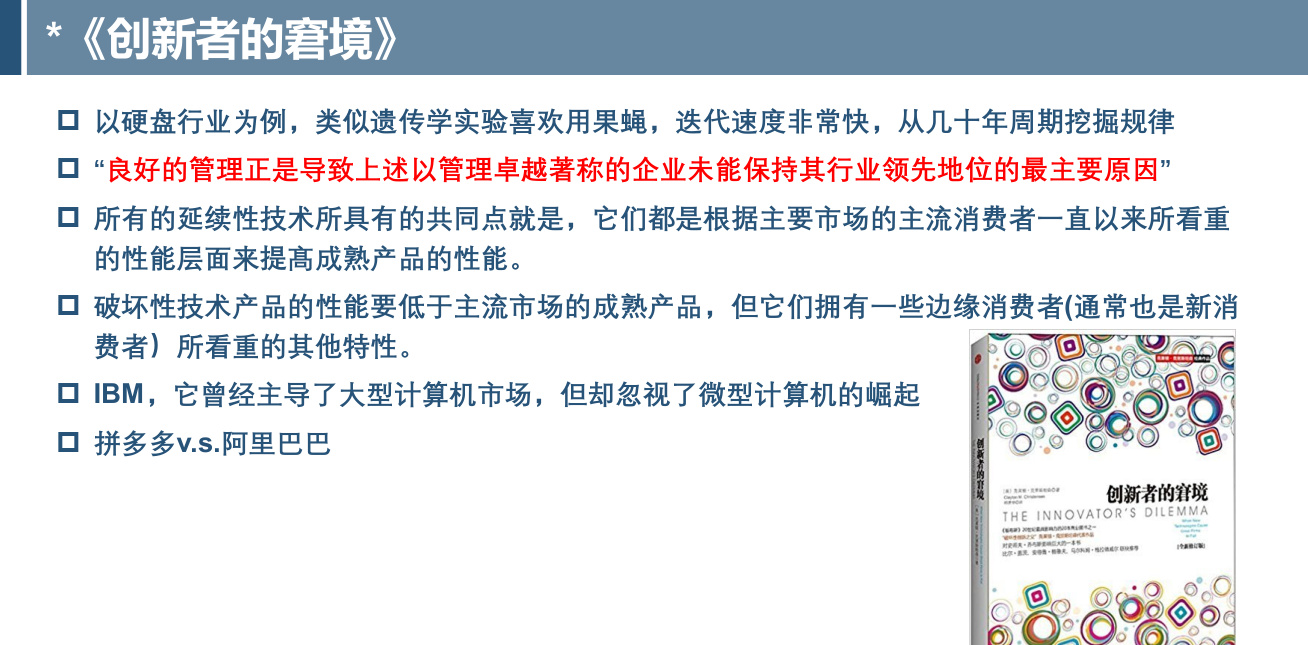 *《创新者的窘境》
以硬盘行业为例，类似遗传学实验喜欢用果蝇，迭代速度非常快，从几十年周期挖掘规律
“良好的管理正是导致上述以管理卓越著称的企业未能保持其行业领先地位的最主要原因”
所有的延续性技术所具有的共同点就是，它们都是根据主要市场的主流消费者一直以来所看重
的性能层面来提高成熟产品的性能。
破坏性技术产品的性能要低于主流市场的成熟产品，但它们拥有一些边缘消费者(通常也是新消
费者）所看重的其他特性。
IBM，它曾经主导了大型计算机市场，但却忽视了微型计算机的崛起
拼多多v.s.阿里巴巴
创新者的窘境
创新者的窘境
THE INNOVATOR'S DILEMMA